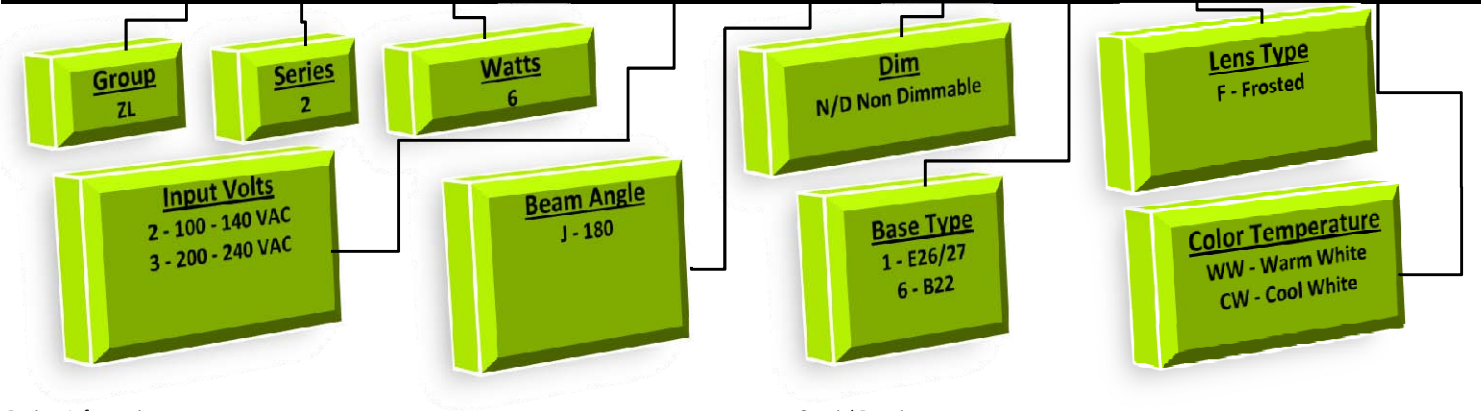 Group
ZL
Series
2
Watts
6
Dim
N/D Non Dimmable
Lens Type
F - Frosted
Input Volts
2 - 100 - 140 VAC
3 - 200 - 240 VAC
Beam Angle
J - 180
Base Type
1 - E26/27
6 - B22
Color Temperature
WW - Warm White
CW - Cool White